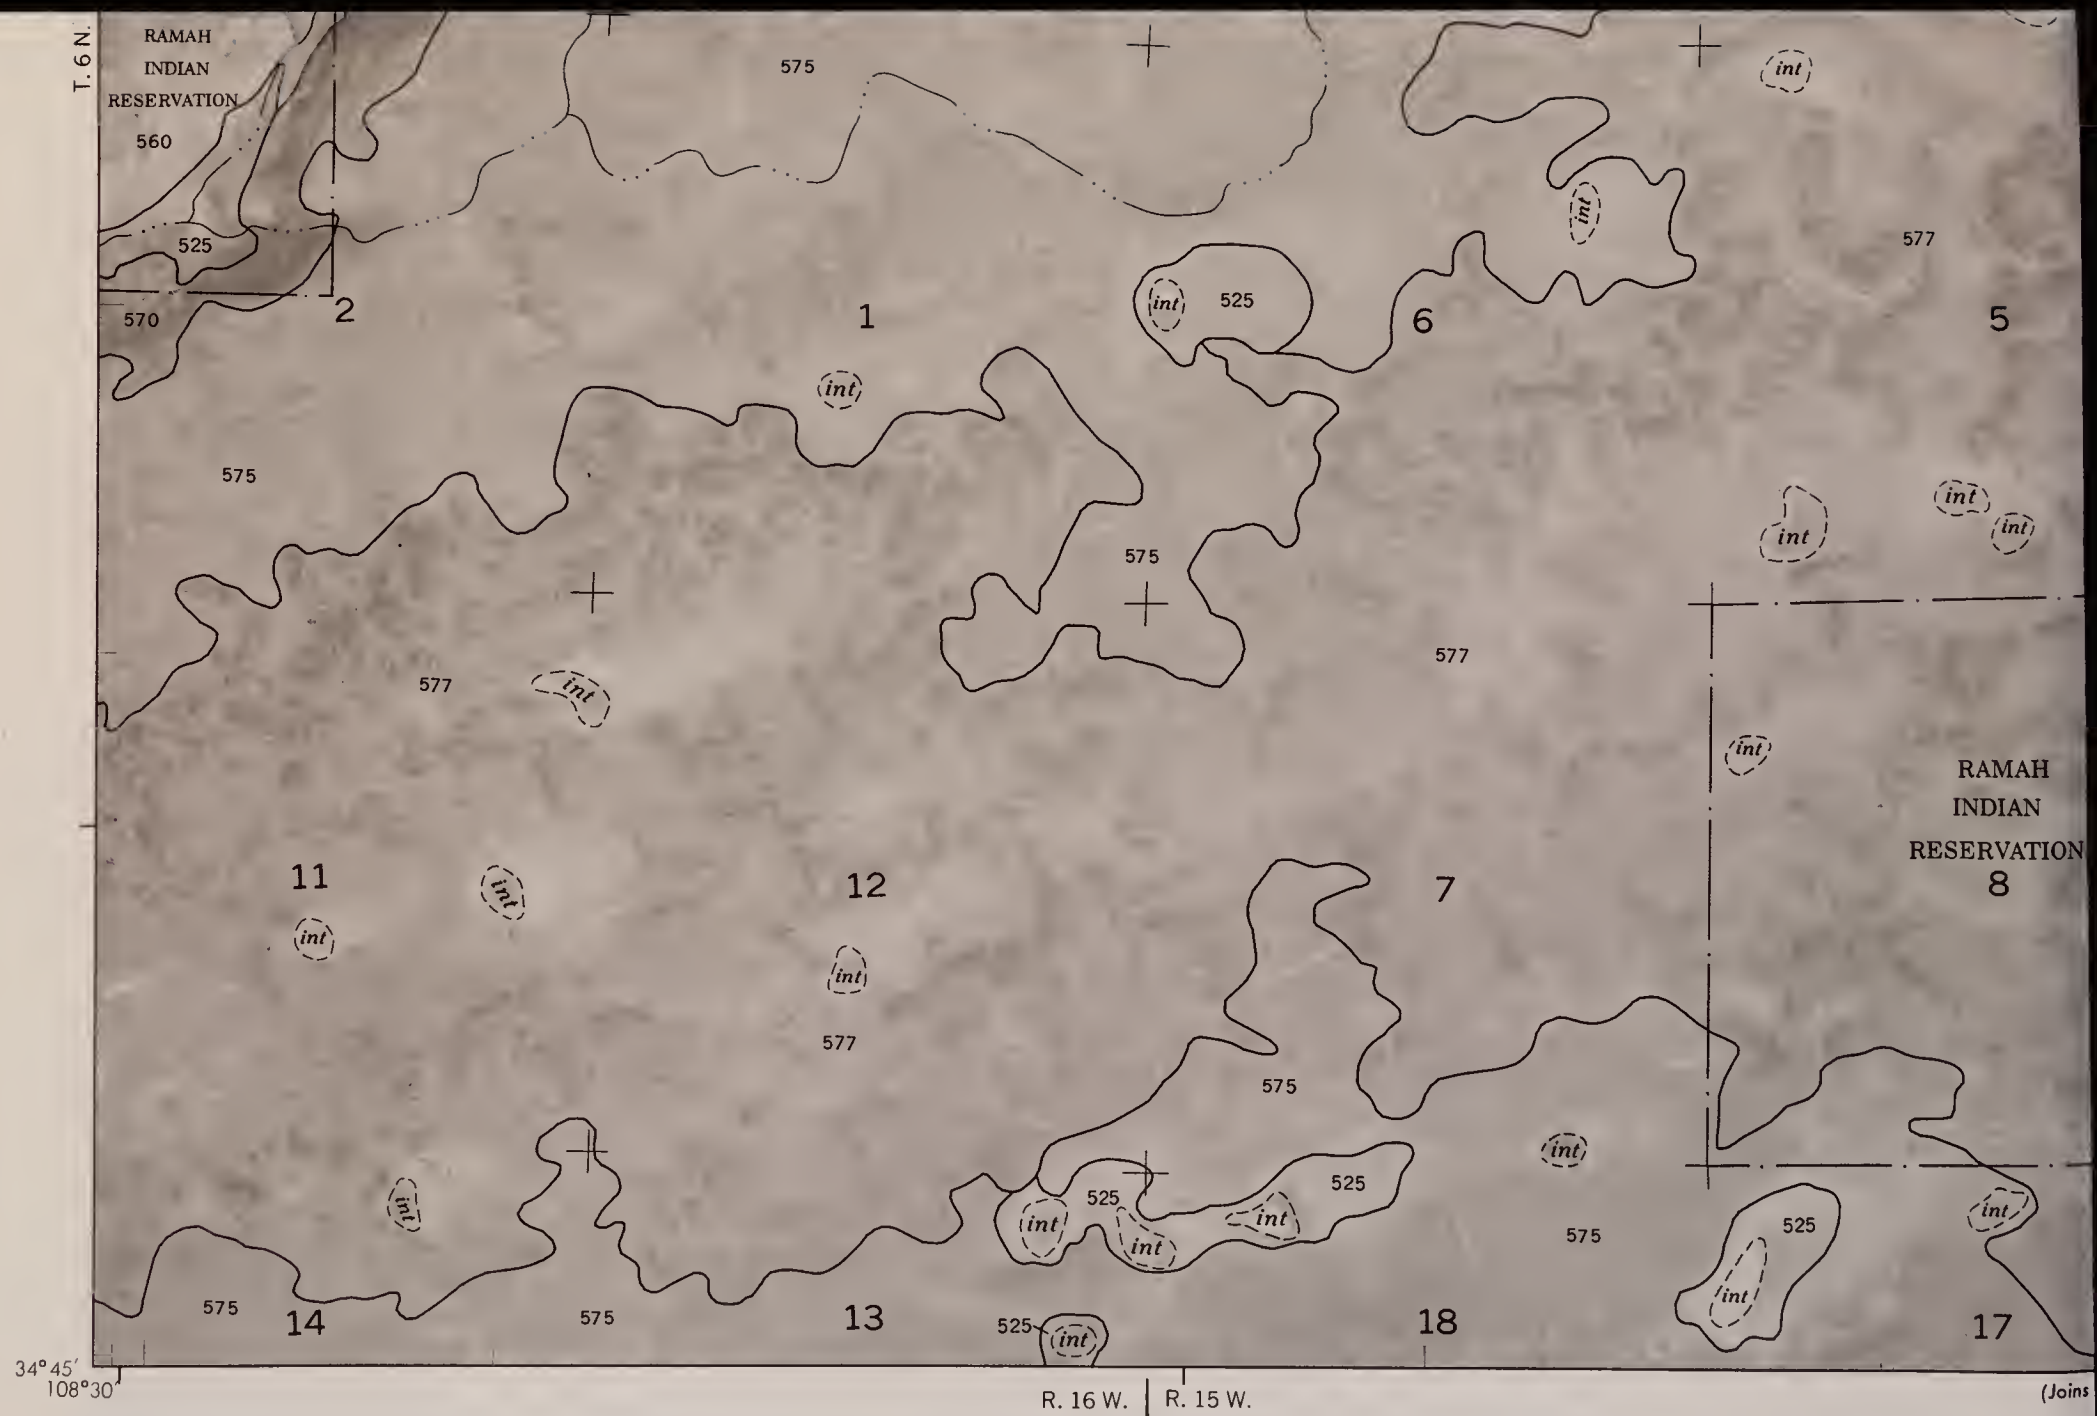 T. 6 N.
RAMAH
INDIAN
RESERVATION
560
575
int
int
577
525
int
525
570
2
1
6
5
int
575
int
int
int
575
577
577
int
int
RAMAH
INDIAN
RESERVATION
11
12
7
8
int
int
int
577
575
int
525
525
int
int
int
int
575
525
int
int
575
14
575
13
525
int
18
17
34°45′
108°30′
R. 16 W. | R. 15 W.
(Joins